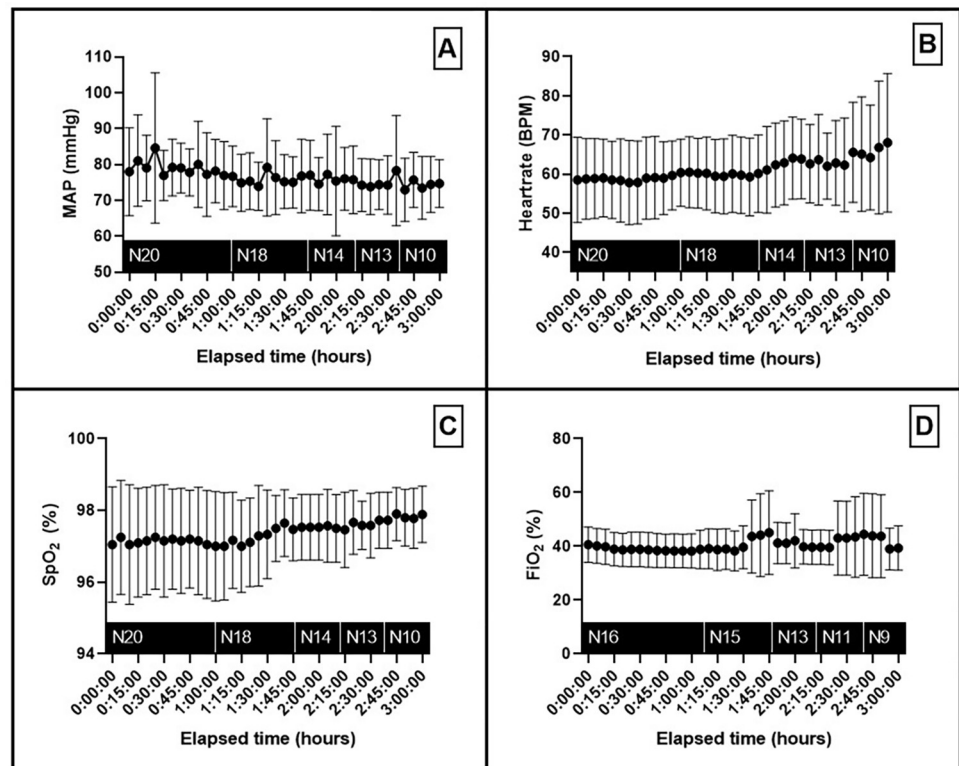 A
MAP (mmHg)
110
100
90
80
70
60
50
N20 N18 N14 N13 N10
0:00:00 0:15:00 0:30:00 0:45:00 1:00:00 1:15:00 1:30:00 1:45:00 2:00:00 2:15:00 2:30:00 2:45:00 3:00:00
Elapsed time (hours)
B
Heartrate (BPM)
90
80
70
60
50
40
N20 N18 N14 N13 N10
0:00:00 0:15:00 0:30:00 0:45:00 1:00:00 1:15:00 1:30:00 1:45:00 2:00:00 2:15:00 2:30:00 2:45:00 3:00:00
Elapsed time (hours)
C
SpO₂ (%)
100
98
96
94
N20 N18 N14 N13 N10
0:00:00 0:15:00 0:30:00 0:45:00 1:00:00 1:15:00 1:30:00 1:45:00 2:00:00 2:15:00 2:30:00 2:45:00 3:00:00
Elapsed time (hours)
D
FiO₂ (%)
80
60
40
20
0
N16 N15 N13 N11 N9
0:00:00 0:15:00 0:30:00 0:45:00 1:00:00 1:15:00 1:30:00 1:45:00 2:00:00 2:15:00 2:30:00 2:45:00 3:00:00
Elapsed time (hours)